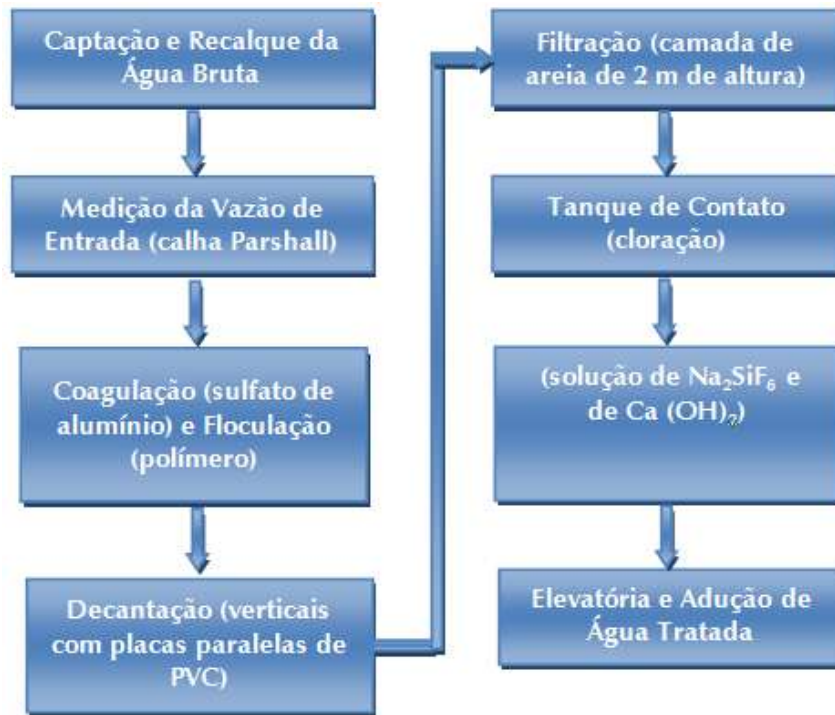 Captação e Recalque da
Água Bruta
Medição da Vazão de
Entrada (calha Parshall)
Coagulação (sulfato de
alumínio) e Floculação
(polímero)
Decantação (verticais
com placas paralelas de
PVC)
Filtração (camada de
areia de 2 m de altura)
Tanque de Contato
(cloração)
(solução de Na₂SiF₆ e
de Ca (OH)₂)
Elevatória e Adução de
Água Tratada